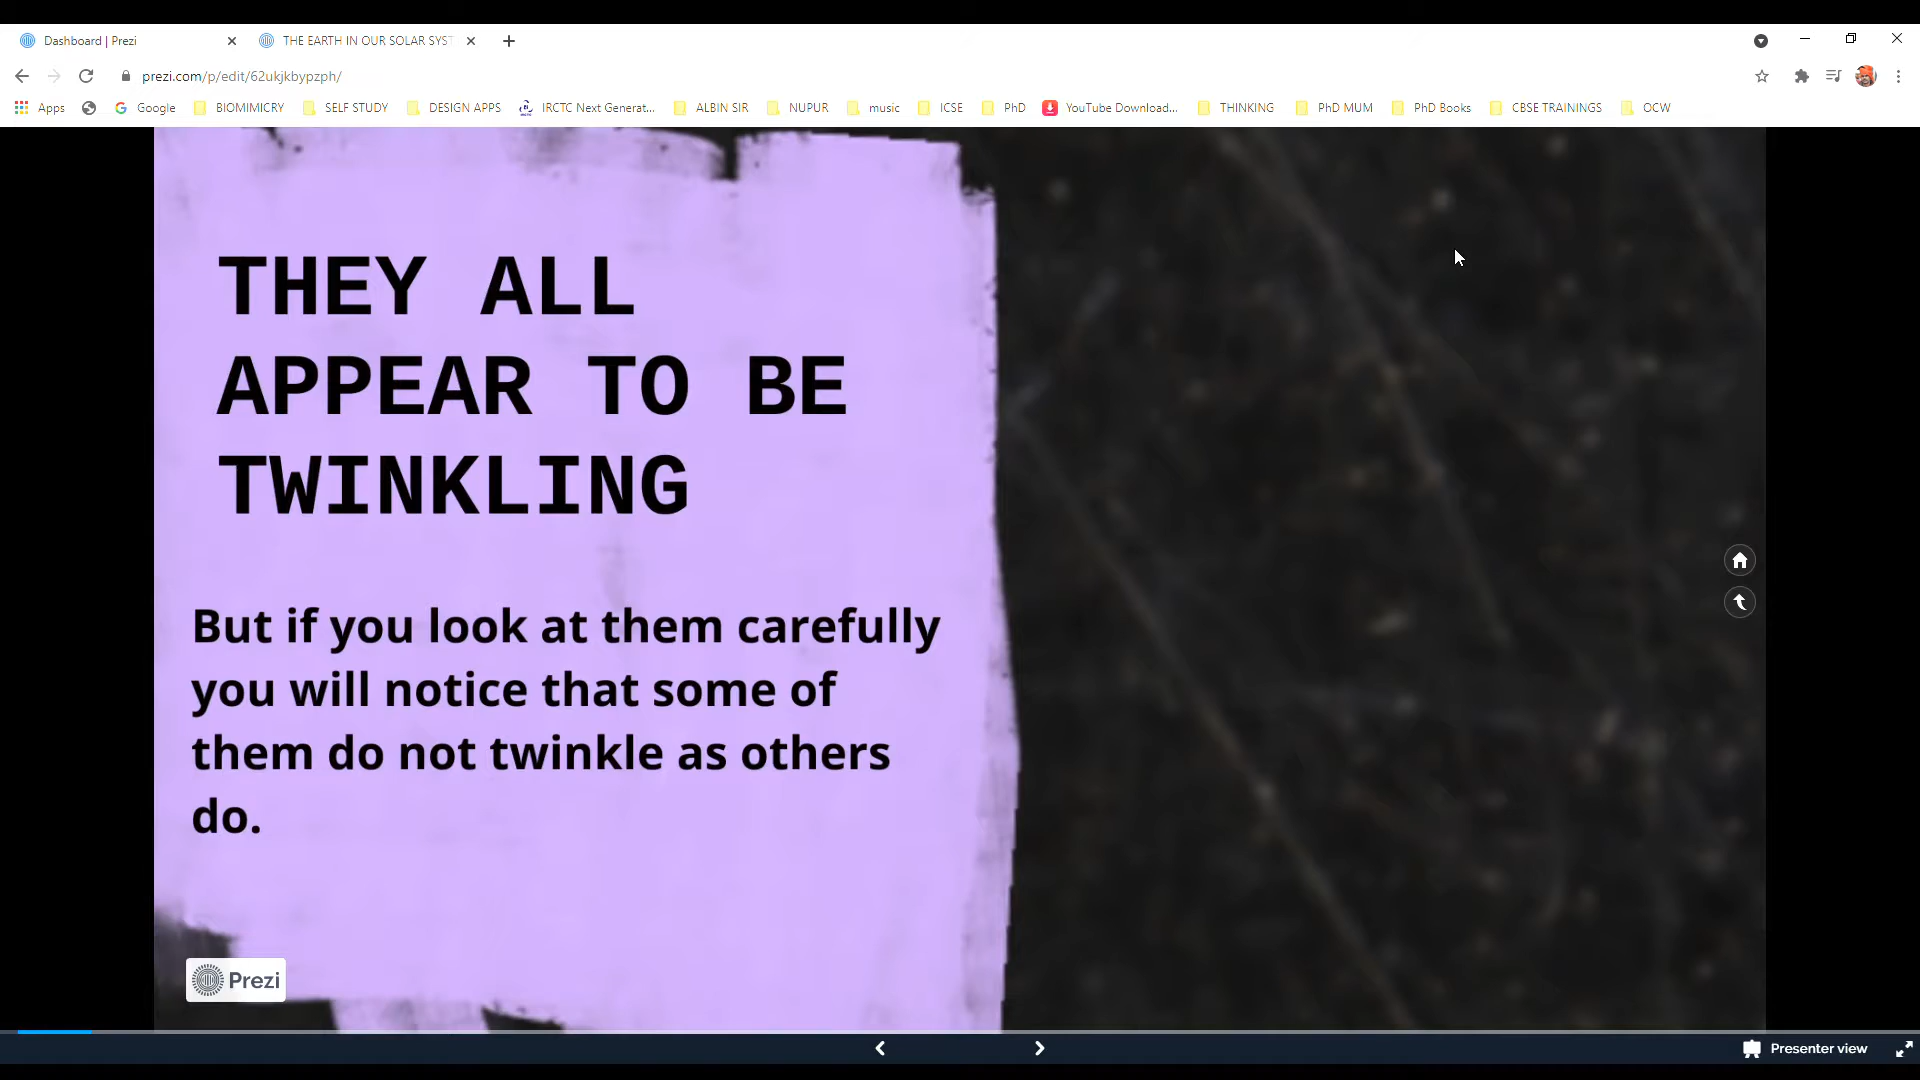 Dashboard | Prezi
THE EARTH IN OUR SOLAR SYST
prezi.com/p/edit/62ukjkbypzph/
Apps Google BIOMIMICRY SELF STUDY DESIGN APPS IRCTC Next Generat... ALBIN SIR NUPUR music ICSE PhD YouTube Download... THINKING PhD MUM PhD Books CBSE TRAININGS OCW
THEY ALL
APPEAR TO BE
TWINKLING
But if you look at them carefully
you will notice that some of
them do not twinkle as others
do.
Prezi
Presenter view